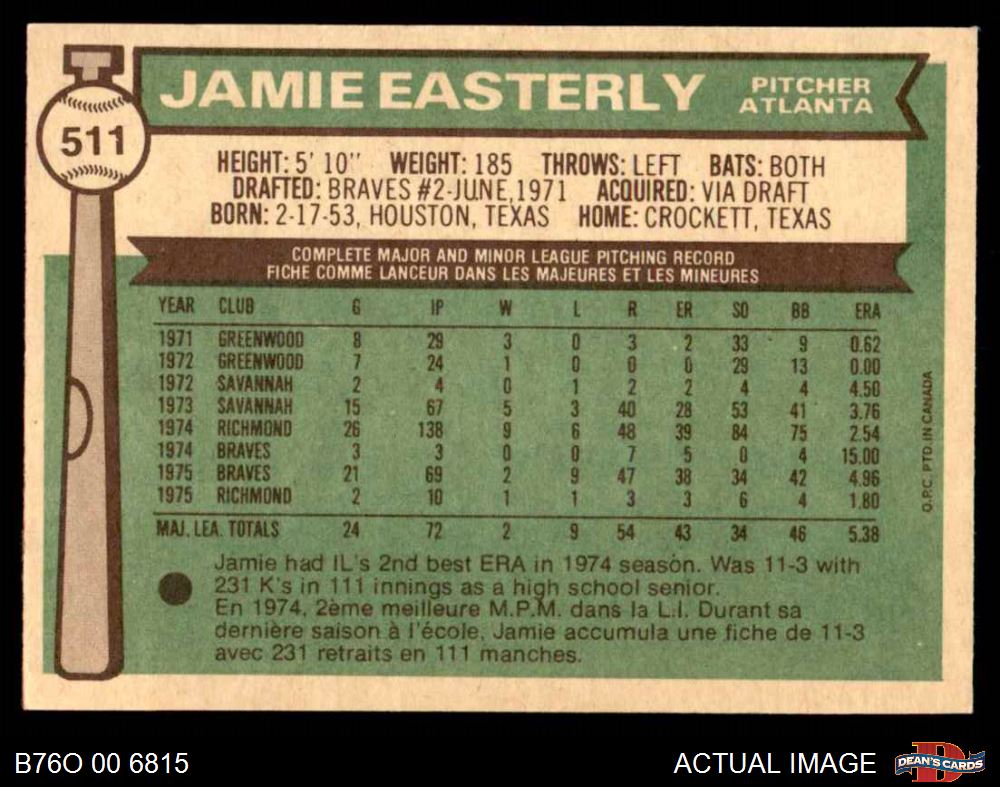 JAMIE EASTERLY
PITCHER
ATLANTA
511
HEIGHT: 5' 10" WEIGHT: 185 THROWS: LEFT BATS: BOTH
DRAFTED: BRAVES #2-JUNE, 1971 ACQUIRED: VIA DRAFT
BORN: 2-17-53, HOUSTON, TEXAS HOME: CROCKETT, TEXAS
COMPLETE MAJOR AND MINOR LEAGUE PITCHING RECORD
FICHE COMME LANCEUR DANS LES MAJEURES ET LES MINEURES
YEAR CLUB G IP W L R ER SO BB ERA
1971 GREENWOOD 8 29 3 0 3 2 33 9 0.62
1972 GREENWOOD 7 24 1 0 0 0 29 13 0.00
1972 SAVANNAH 2 4 0 1 2 2 4 4 4.50
1973 SAVANNAH 15 67 5 3 40 28 53 41 3.76
1974 RICHMOND 26 138 9 6 48 39 84 75 2.54
1974 BRAVES 3 3 0 0 7 5 0 4 15.00
1975 BRAVES 21 69 2 9 47 38 34 42 4.96
1975 RICHMOND 2 10 1 1 3 3 6 4 1.80
MAJ. LEA. TOTALS 24 72 2 9 54 43 34 46 5.38
Jamie had IL's 2nd best ERA in 1974 season. Was 11-3 with
231 K's in 111 innings as a high school senior.
En 1974, 2ème meilleure M.P.M. dans la L.I. Durant sa
dernière saison à l'école, Jamie accumula une fiche de 11-3
avec 231 retraits en 111 manches.
O.P.C. PTD. IN CANADA
B76O 00 6815
ACTUAL IMAGE
DEAN'S CARDS